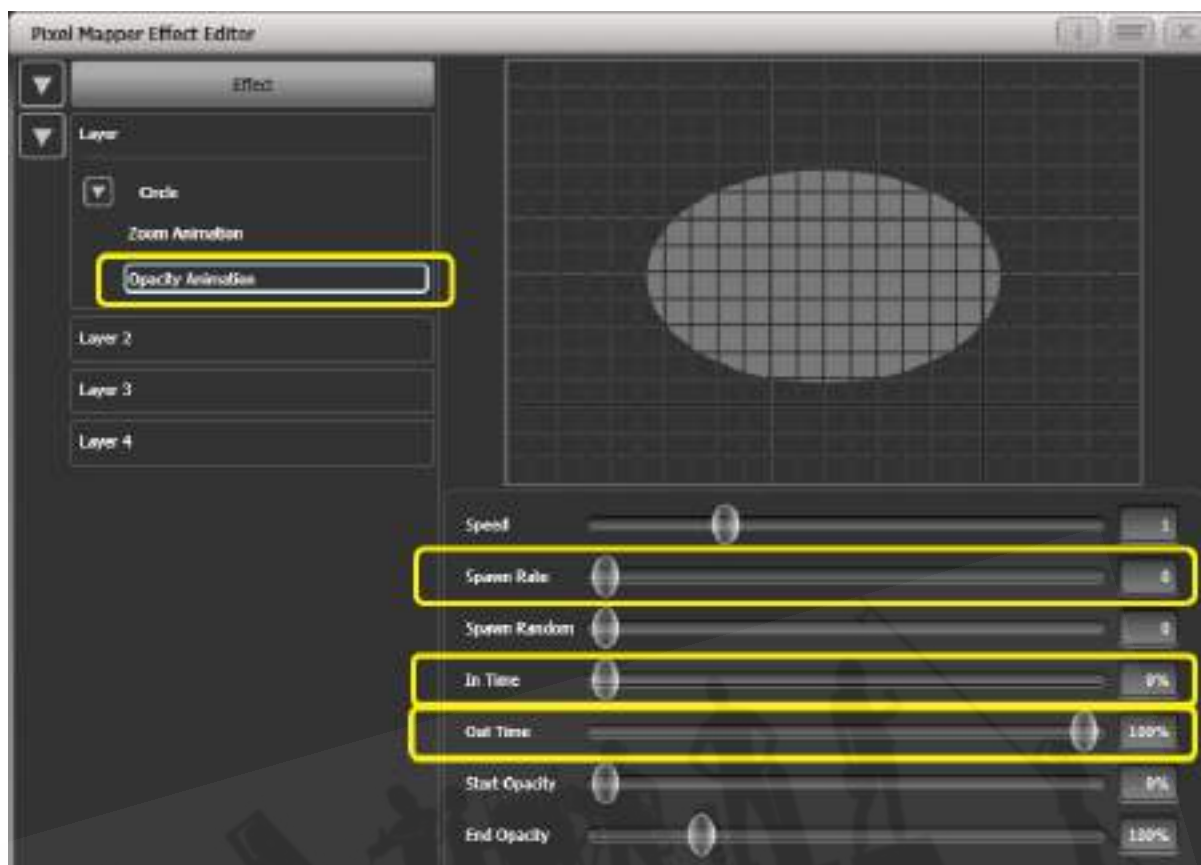 Pixel Mapper Effect Editor
Effect
Layer
Circle
Zoom Animation
Opacity Animation
Layer 2
Layer 3
Layer 4
Speed 1
Spawn Rate 0
Spawn Random 0
In Time 0%
Out Time 100%
Start Opacity 0%
End Opacity 100%